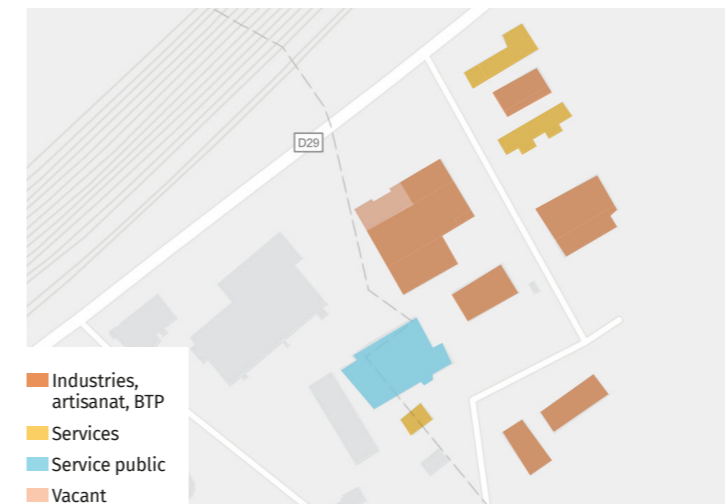 D29
Industries,
artisanat, BTP
Services
Service public
Vacant